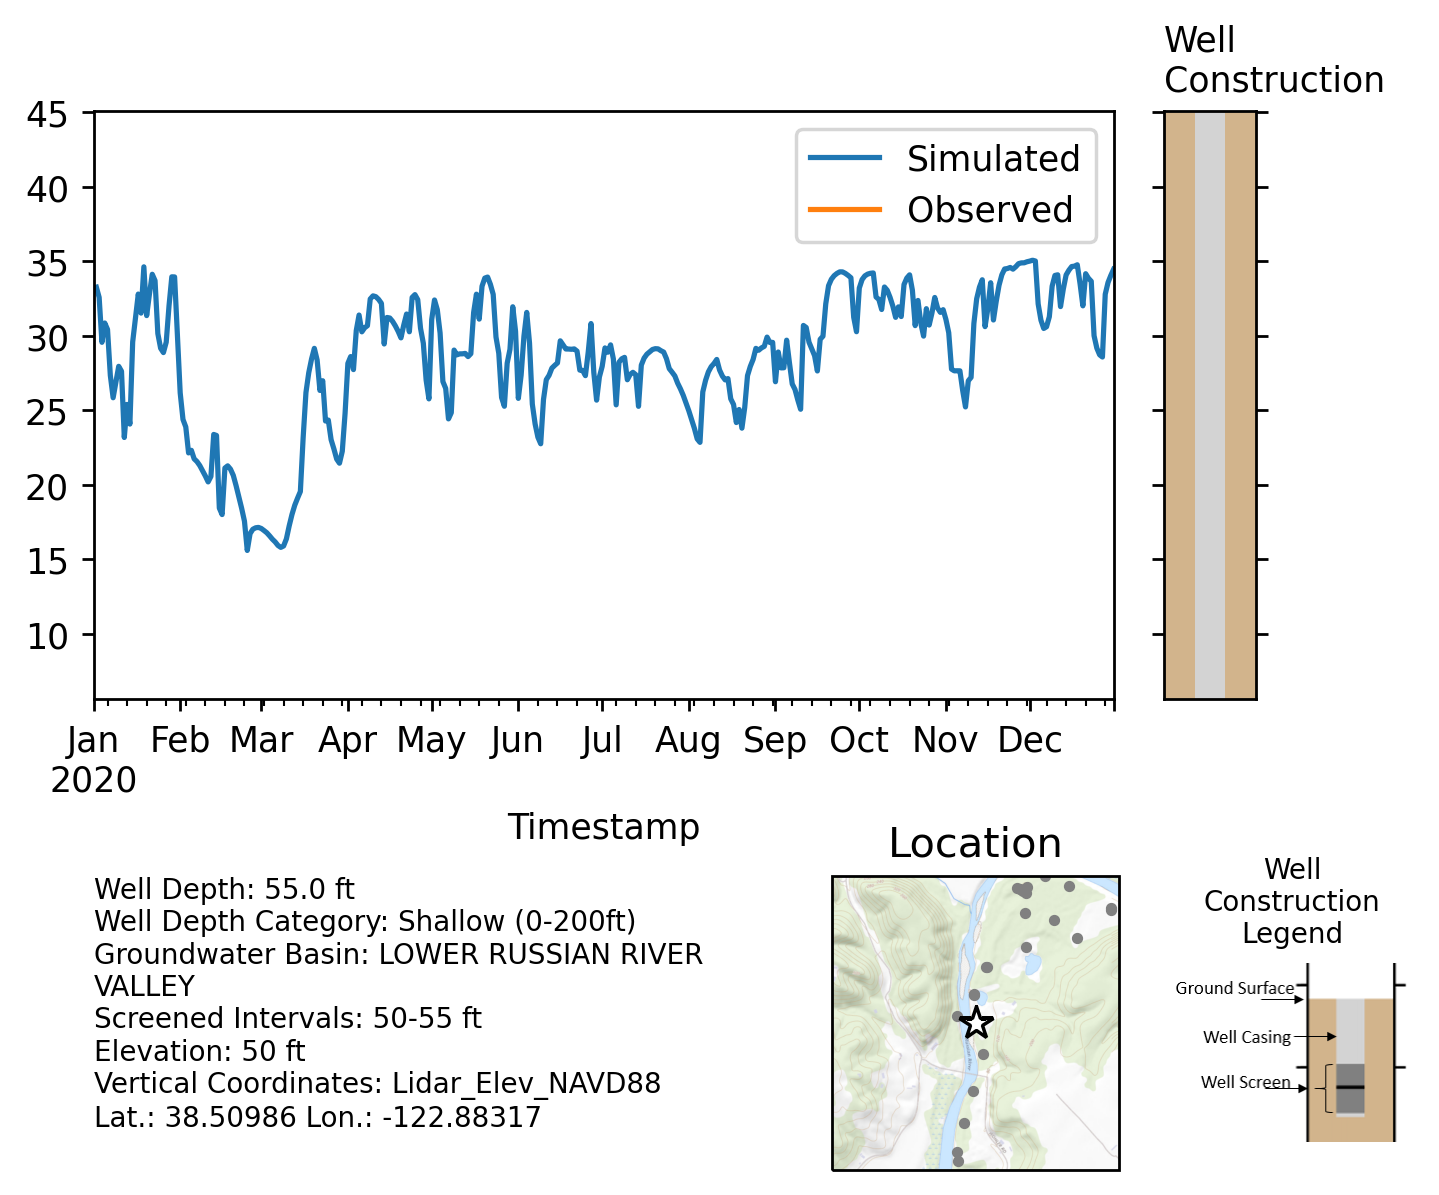 Well
Construction
45
40
35
30
25
20
15
10
Simulated
Observed
Jan Feb Mar Apr May Jun Jul Aug Sep Oct Nov Dec
2020
Timestamp
Well Depth: 55.0 ft
Well Depth Category: Shallow (0-200ft)
Groundwater Basin: LOWER RUSSIAN RIVER
VALLEY
Screened Intervals: 50-55 ft
Elevation: 50 ft
Vertical Coordinates: Lidar_Elev_NAVD88
Lat.: 38.50986 Lon.: -122.88317
Location
Well
Construction
Legend
Ground Surface
Well Casing
Well Screen